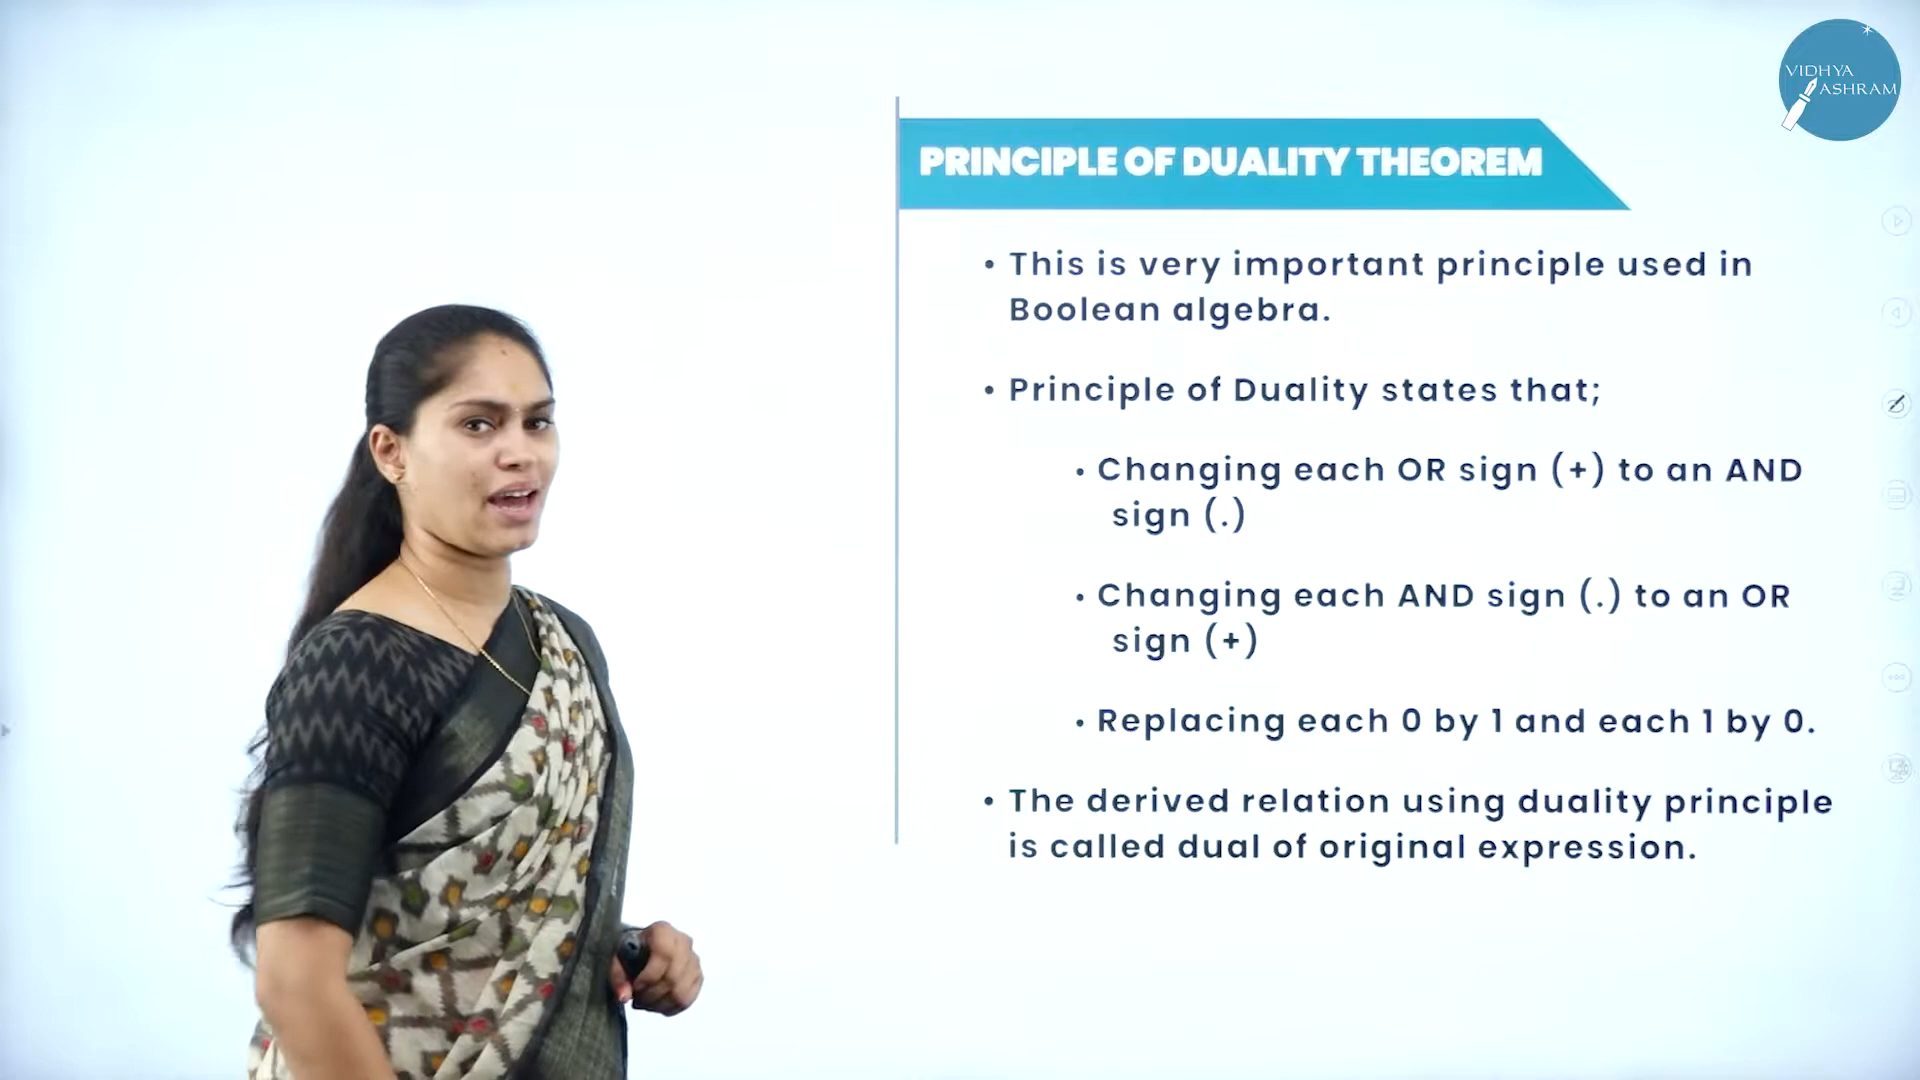 VIDHYA
ASHRAM
PRINCIPLE OF DUALITY THEOREM
• This is very important principle used in
Boolean algebra.
• Principle of Duality states that;
• Changing each OR sign (+) to an AND
sign (.)
• Changing each AND sign (.) to an OR
sign (+)
• Replacing each 0 by 1 and each 1 by 0.
• The derived relation using duality principle
is called dual of original expression.